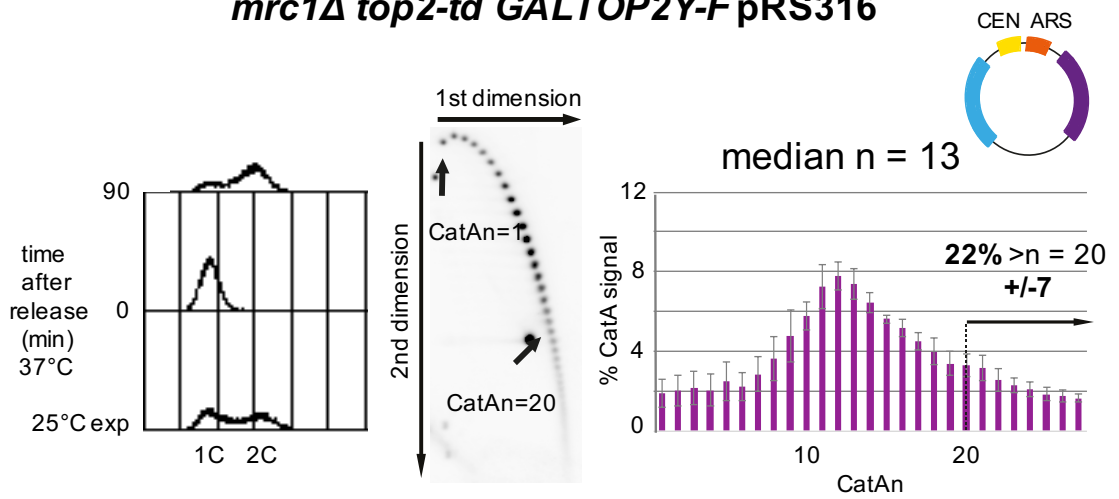 mrc1Δ top2-td GALTOP2Y-F pRS316
CEN ARS
1st dimension
2nd dimension
CatAn=1
CatAn=20
90
time
after
release
(min)
37°C
0
25°C exp
1C 2C
median n = 13
% CatA signal
12
8
4
0
22% >n = 20
+/-7
10 20
CatAn